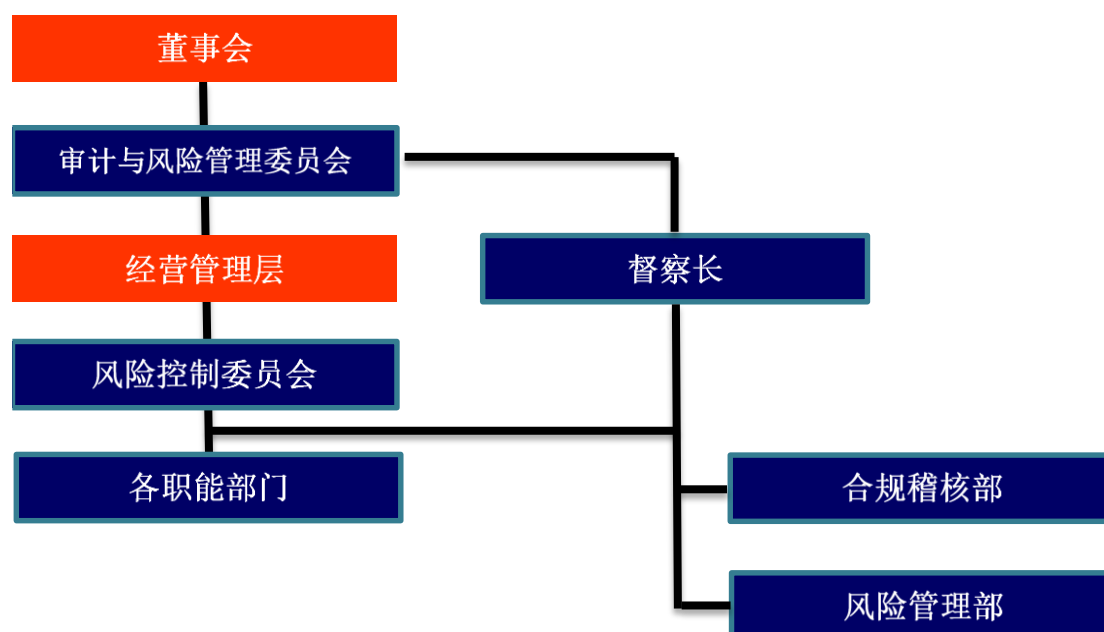 董事会
审计与风险管理委员会
经营管理层
督察长
风险控制委员会
各职能部门
合规稽核部
风险管理部